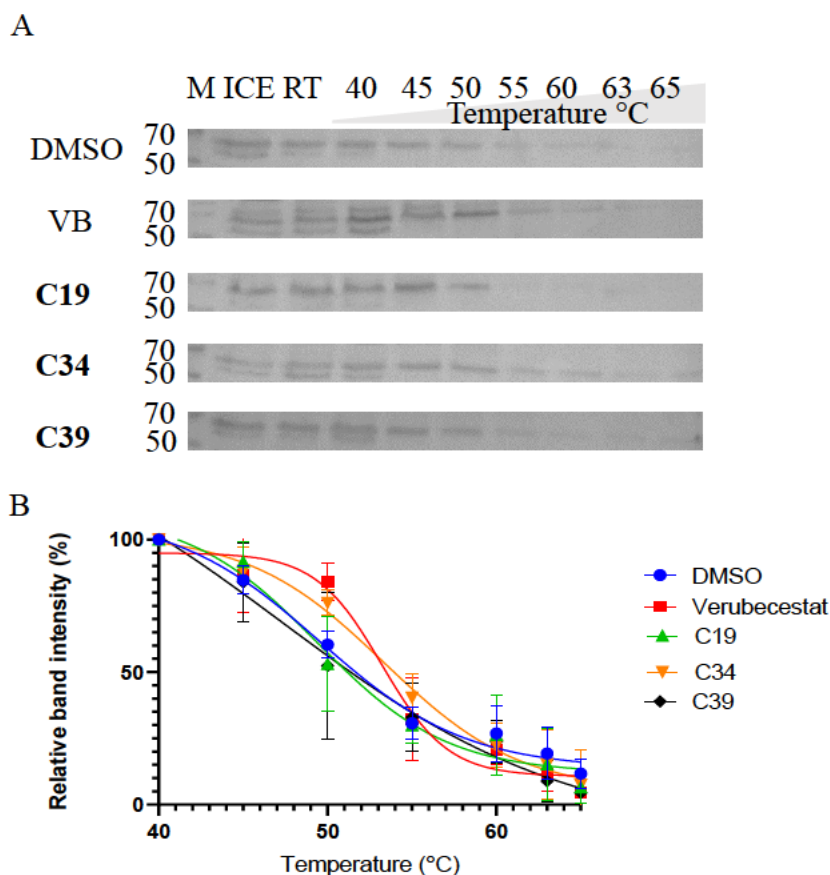 A
M ICE RT 40 45 50 55 60 63 65
Temperature °C
DMSO 70 50
VB 70 50
C19 70 50
C34 70 50
C39 70 50
B
100
50
0
40 50 60
Relative band intensity (%)
Temperature (°C)
DMSO
Verubecestat
C19
C34
C39